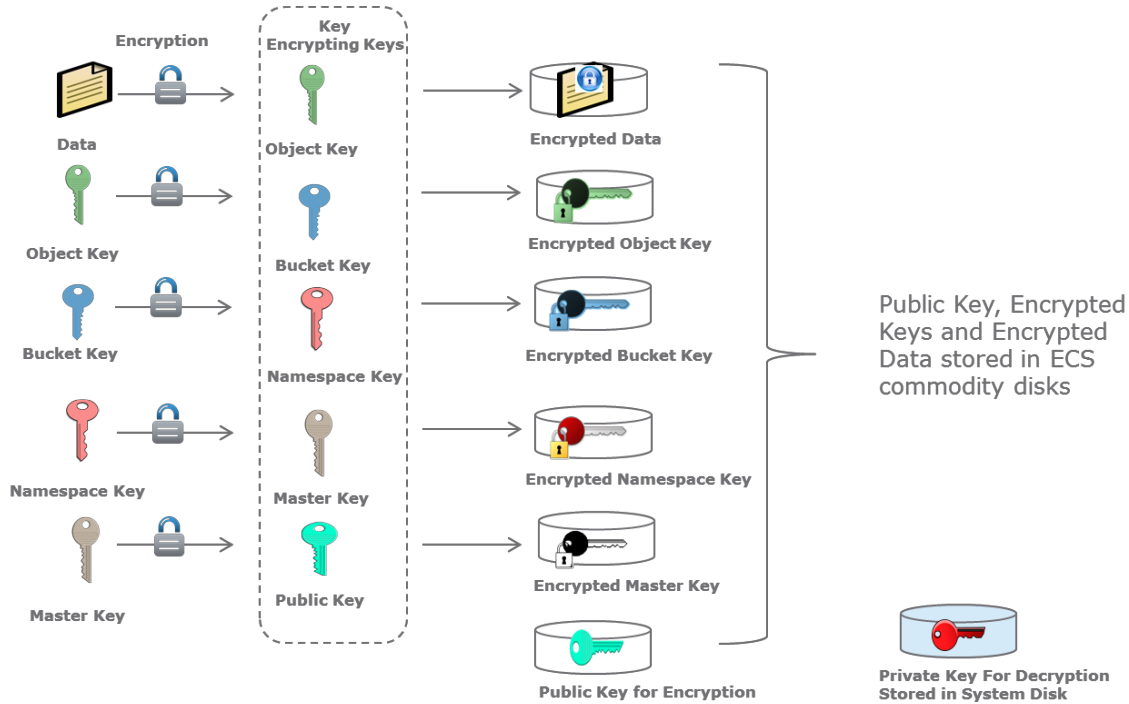 Encryption
Key
Encrypting Keys
Data
Object Key
Encrypted Data
Object Key
Bucket Key
Encrypted Object Key
Bucket Key
Namespace Key
Encrypted Bucket Key
Public Key, Encrypted
Keys and Encrypted
Data stored in ECS
commodity disks
Namespace Key
Master Key
Encrypted Namespace Key
Master Key
Public Key
Encrypted Master Key
Public Key for Encryption
Private Key For Decryption
Stored in System Disk